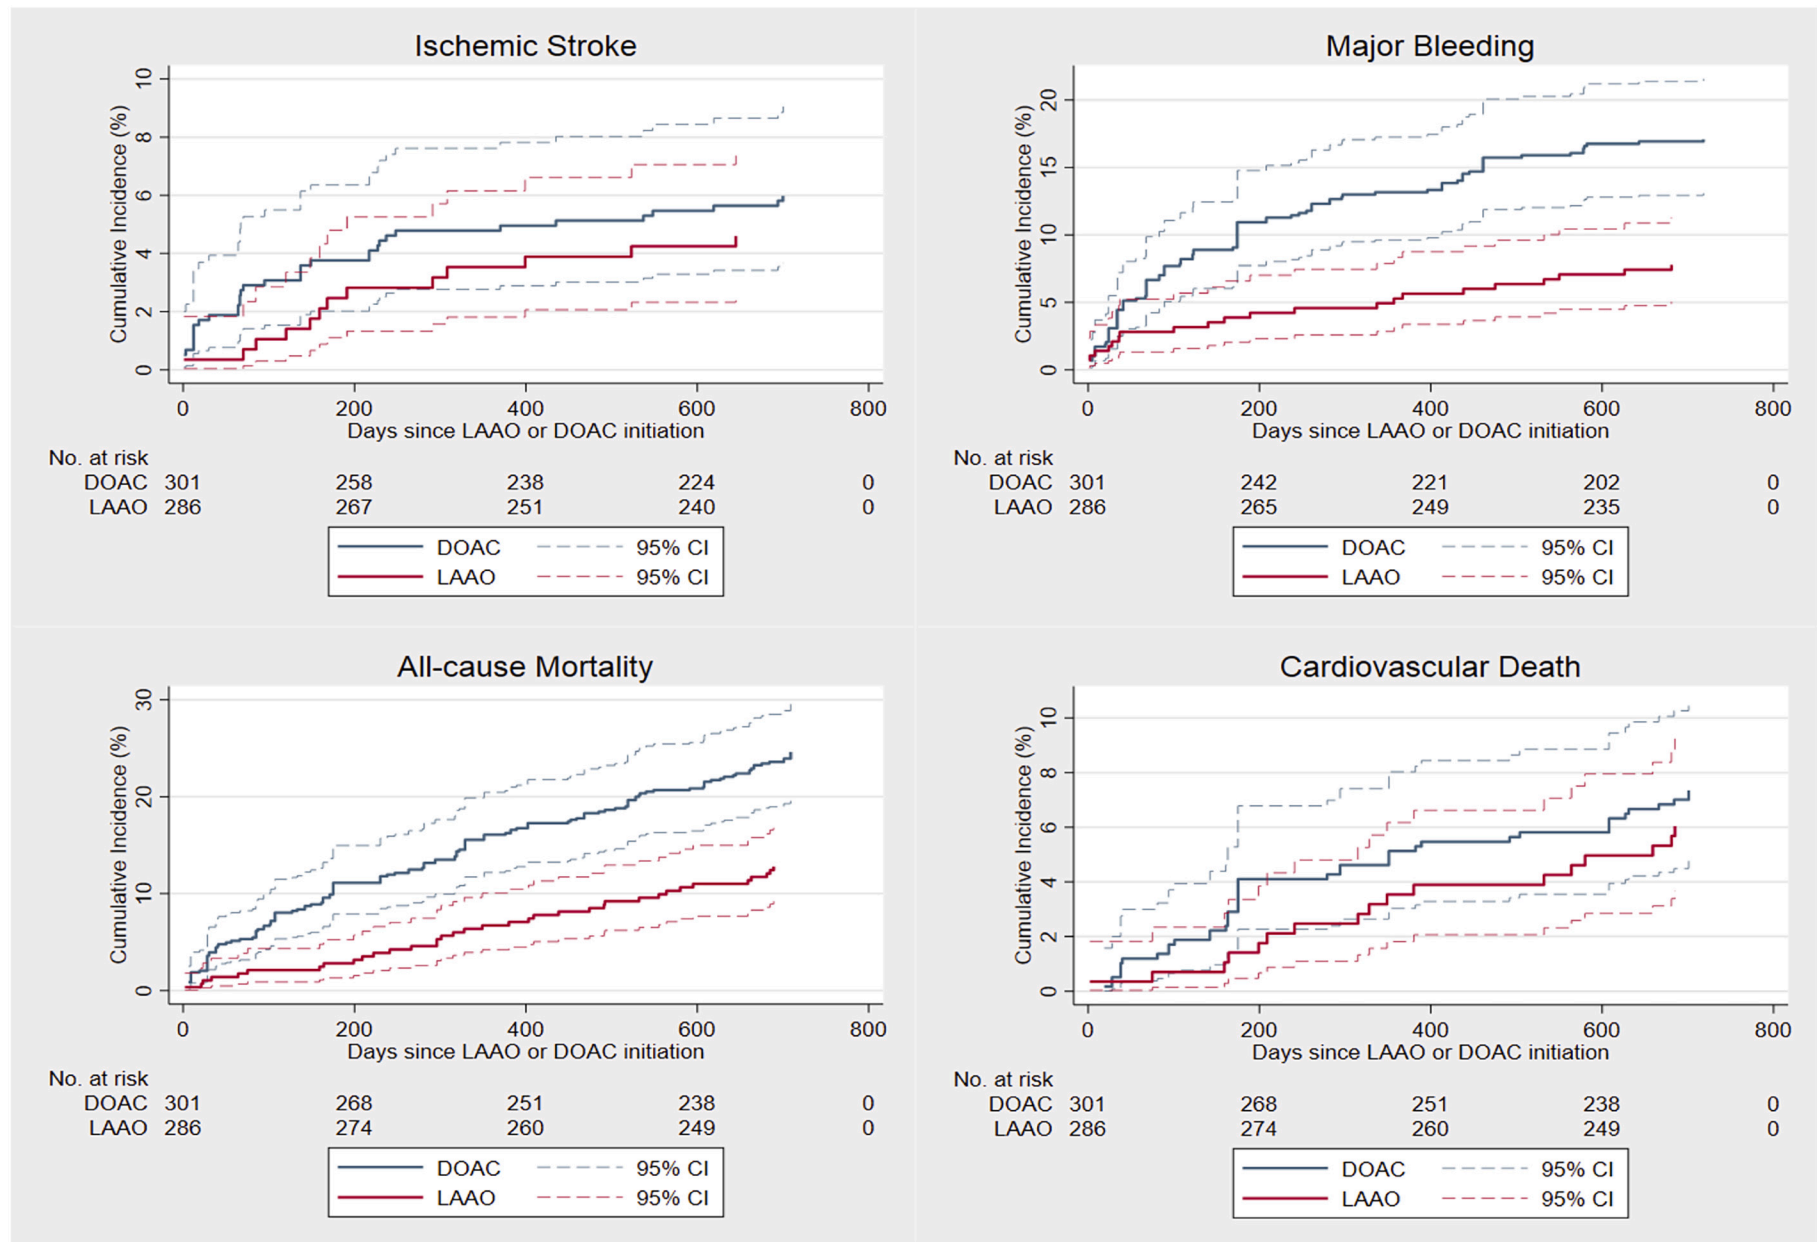 Ischemic Stroke
Cumulative Incidence (%)
10
8
6
4
2
0
0 200 400 600 800
Days since LAAO or DOAC initiation
No. at risk
DOAC 301 258 238 224 0
LAAO 286 267 251 240 0
DOAC 95% CI
LAAO 95% CI
Major Bleeding
Cumulative Incidence (%)
20
15
10
5
0
0 200 400 600 800
Days since LAAO or DOAC initiation
No. at risk
DOAC 301 242 221 202 0
LAAO 286 265 249 235 0
DOAC 95% CI
LAAO 95% CI
All-cause Mortality
Cumulative Incidence (%)
30
20
10
0
0 200 400 600 800
Days since LAAO or DOAC initiation
No. at risk
DOAC 301 268 251 238 0
LAAO 286 274 260 249 0
DOAC 95% CI
LAAO 95% CI
Cardiovascular Death
Cumulative Incidence (%)
10
8
6
4
2
0
0 200 400 600 800
Days since LAAO or DOAC initiation
No. at risk
DOAC 301 268 251 238 0
LAAO 286 274 260 249 0
DOAC 95% CI
LAAO 95% CI